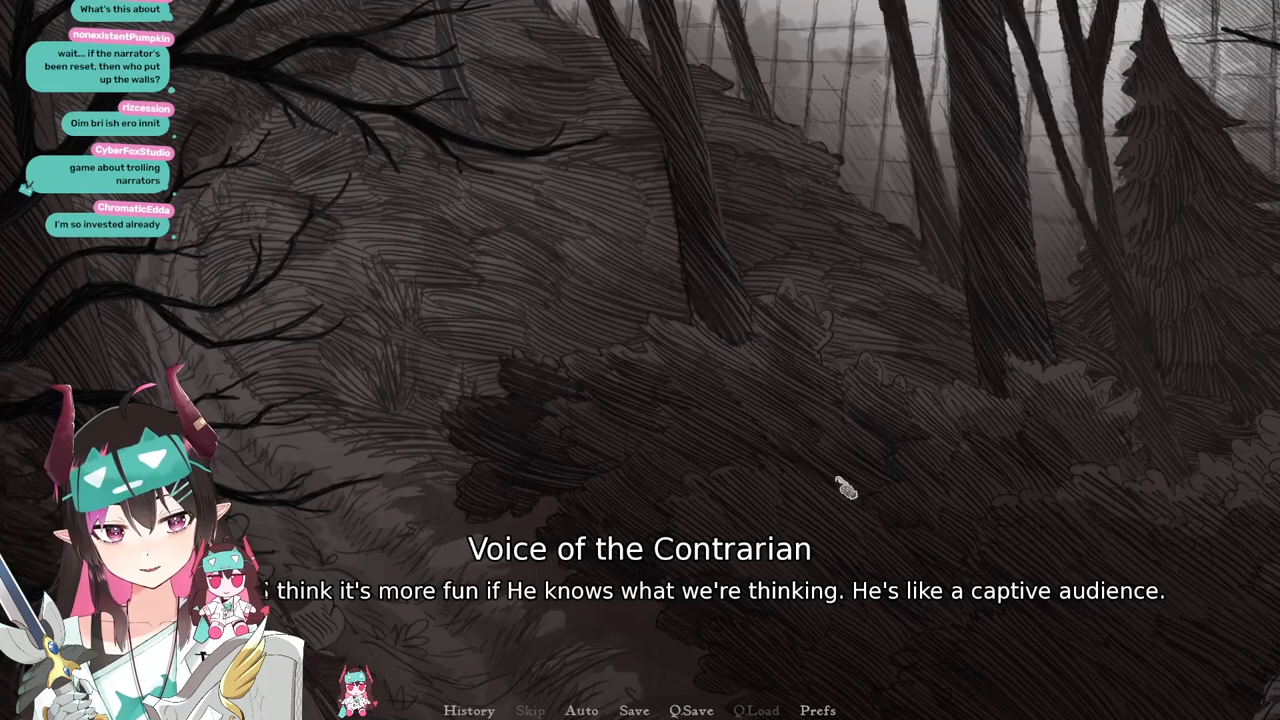 What's this about
nonexistentPumpkin
wait... if the narrator's
been reset, then who put
up the walls?
rizcession
Oim bri ish ero innit
CyberFoxStudio
game about trolling
narrators
ChromaticEdda
I'm so invested already
Voice of the Contrarian
think it's more fun if He knows what we're thinking. He's like a captive audience.
History Skip Auto Save Q.Save Q.Load Prefs